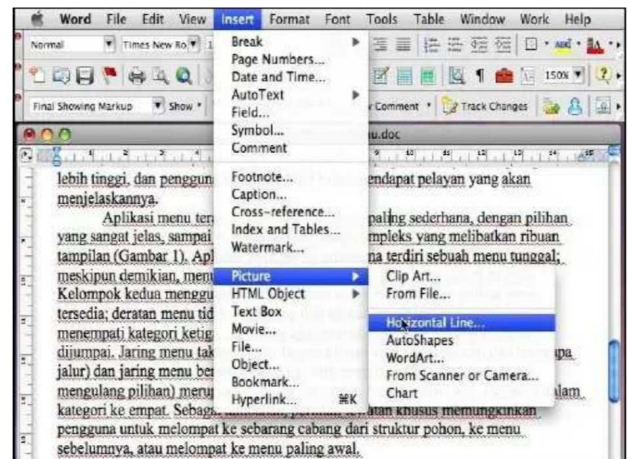 Word File Edit View Insert Format Font Tools Table Window Work Help
Normal Times New Ro
150%
Final Showing Markup Show Comment Track Changes
nu.doc
Break
Page Numbers...
Date and Time...
AutoText
Field...
Symbol...
Comment
Footnote...
Caption...
Cross-reference...
Index and Tables...
Watermark...
Picture
HTML Object
Text Box
Movie...
File...
Object...
Bookmark...
Hyperlink... ⌘K
Clip Art...
From File...
Horizontal Line...
AutoShapes
WordArt...
From Scanner or Camera...
Chart
lebih tinggi, dan penggun endapat pelayan yang akan
menjelaskannya.
Aplikasi menu tera paling sederhana, dengan pilihan
yang sangat jelas, sampai mpleks yang melibatkan ribuan
tampilan (Gambar 1). Apl na terdiri sebuah menu tunggal;
meskipun demikian, menu
Kelompok kedua menggu
tersedia; deratan menu tid
menempati kategori ketig
dijumpai. Jaring menu tak apa
jalur) dan jaring menu ber
mengulang pilihan) merup alam
kategori ke empat. Sebagai khusus memungkinkan
pengguna untuk melompat ke sebarang cabang dari struktur pohon, ke menu
sebelumnya, atau melompat ke menu paling awal.